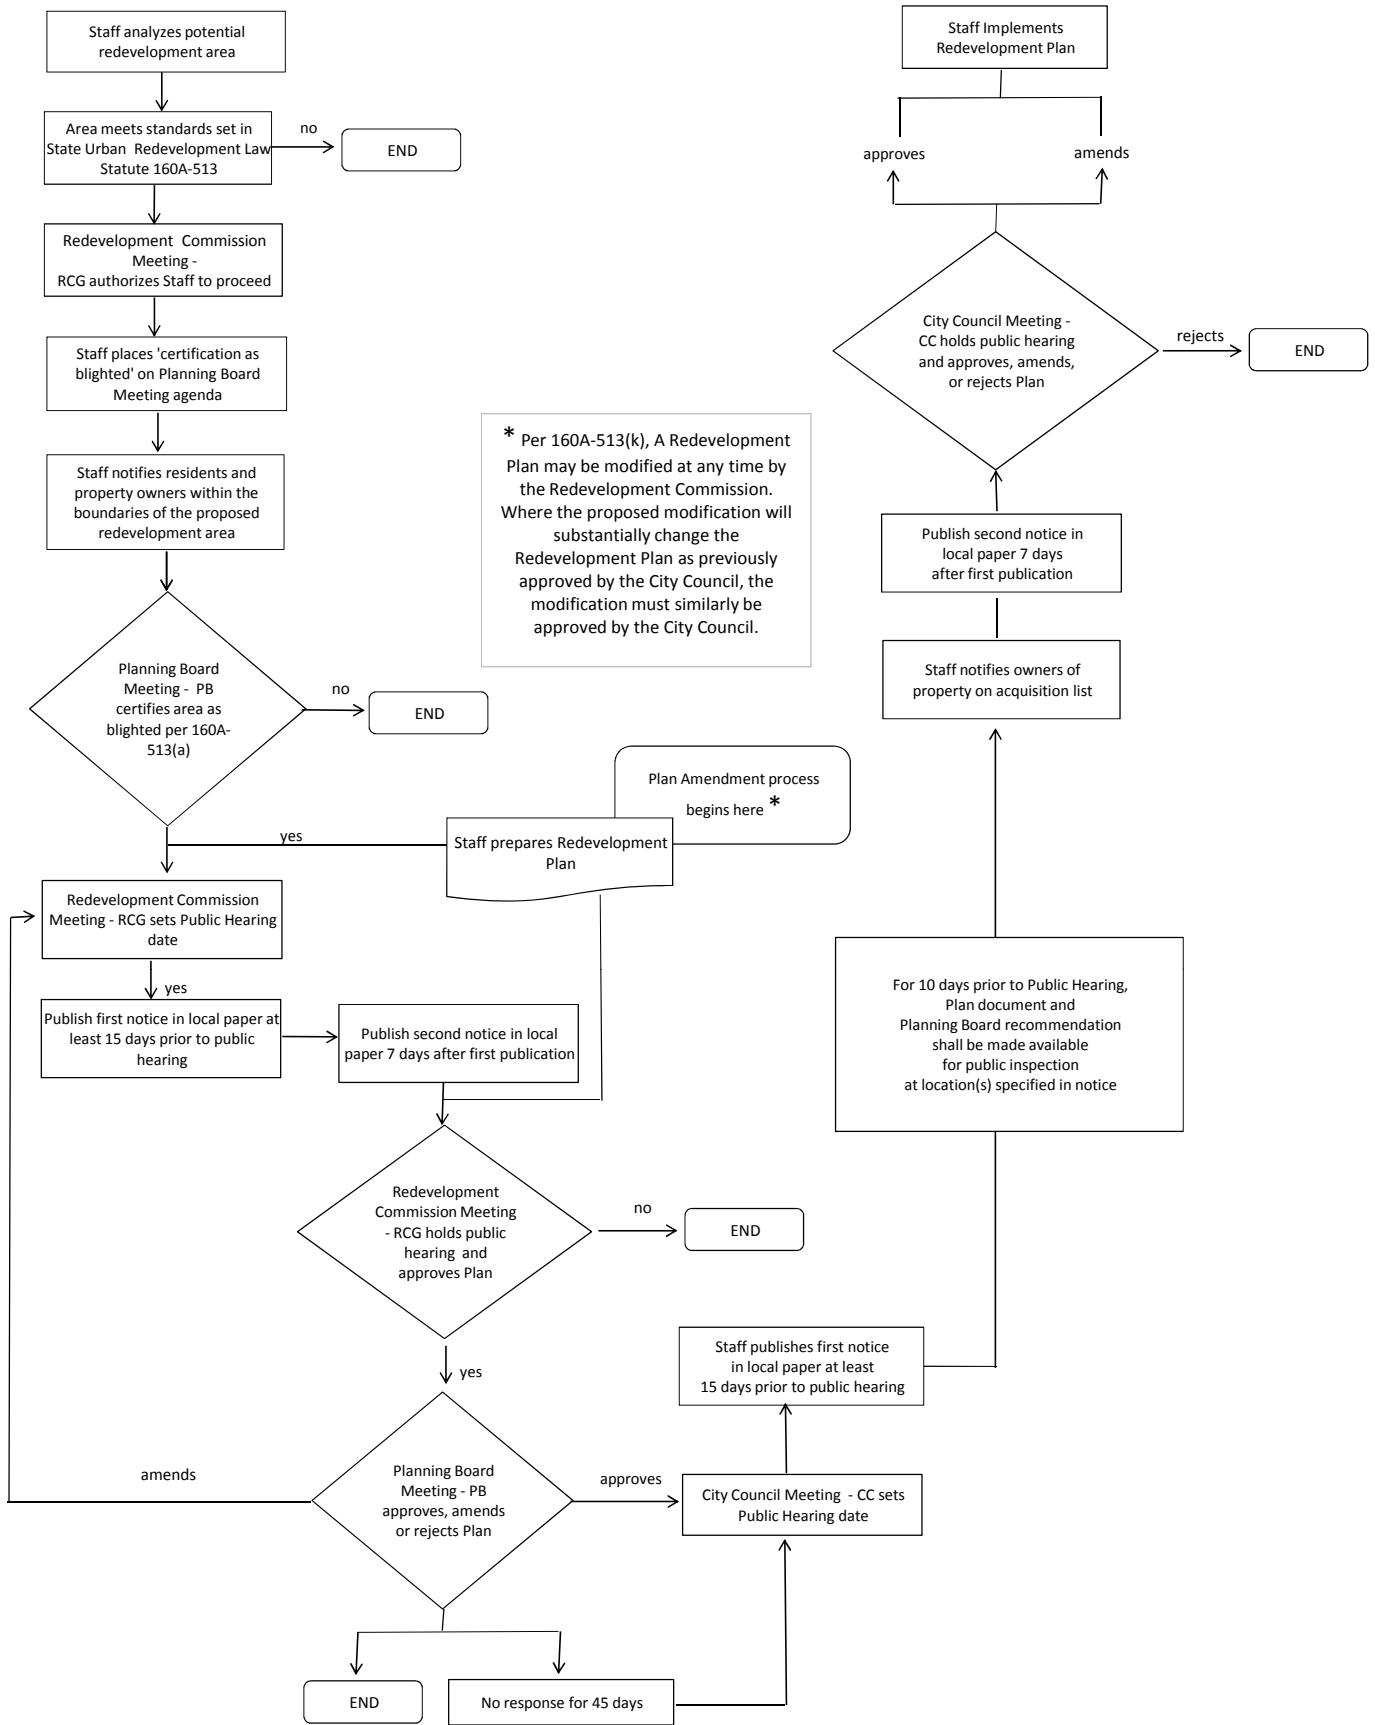 Staff analyzes potential
redevelopment area
Area meets standards set in
State Urban Redevelopment Law
Statute 160A-513
no
END
Redevelopment Commission
Meeting -
RCG authorizes Staff to proceed
Staff places 'certification as
blighted' on Planning Board
Meeting agenda
Staff notifies residents and
property owners within the
boundaries of the proposed
redevelopment area
Planning Board
Meeting - PB
certifies area as
blighted per 160A-
513(a)
no
END
yes
Staff prepares Redevelopment
Plan
Plan Amendment process
begins here *
* Per 160A-513(k), A Redevelopment
Plan may be modified at any time by
the Redevelopment Commission.
Where the proposed modification will
substantially change the
Redevelopment Plan as previously
approved by the City Council, the
modification must similarly be
approved by the City Council.
Redevelopment Commission
Meeting - RCG sets Public Hearing
date
yes
Publish first notice in local paper at
least 15 days prior to public
hearing
Publish second notice in local
paper 7 days after first publication
Redevelopment
Commission Meeting
- RCG holds public
hearing and
approves Plan
no
END
yes
Planning Board
Meeting - PB
approves, amends
or rejects Plan
amends
approves
END
No response for 45 days
City Council Meeting - CC sets
Public Hearing date
Staff publishes first notice
in local paper at least
15 days prior to public hearing
For 10 days prior to Public Hearing,
Plan document and
Planning Board recommendation
shall be made available
for public inspection
at location(s) specified in notice
Staff notifies owners of
property on acquisition list
Publish second notice in
local paper 7 days
after first publication
City Council Meeting -
CC holds public hearing
and approves, amends,
or rejects Plan
rejects
END
approves
amends
Staff Implements
Redevelopment Plan